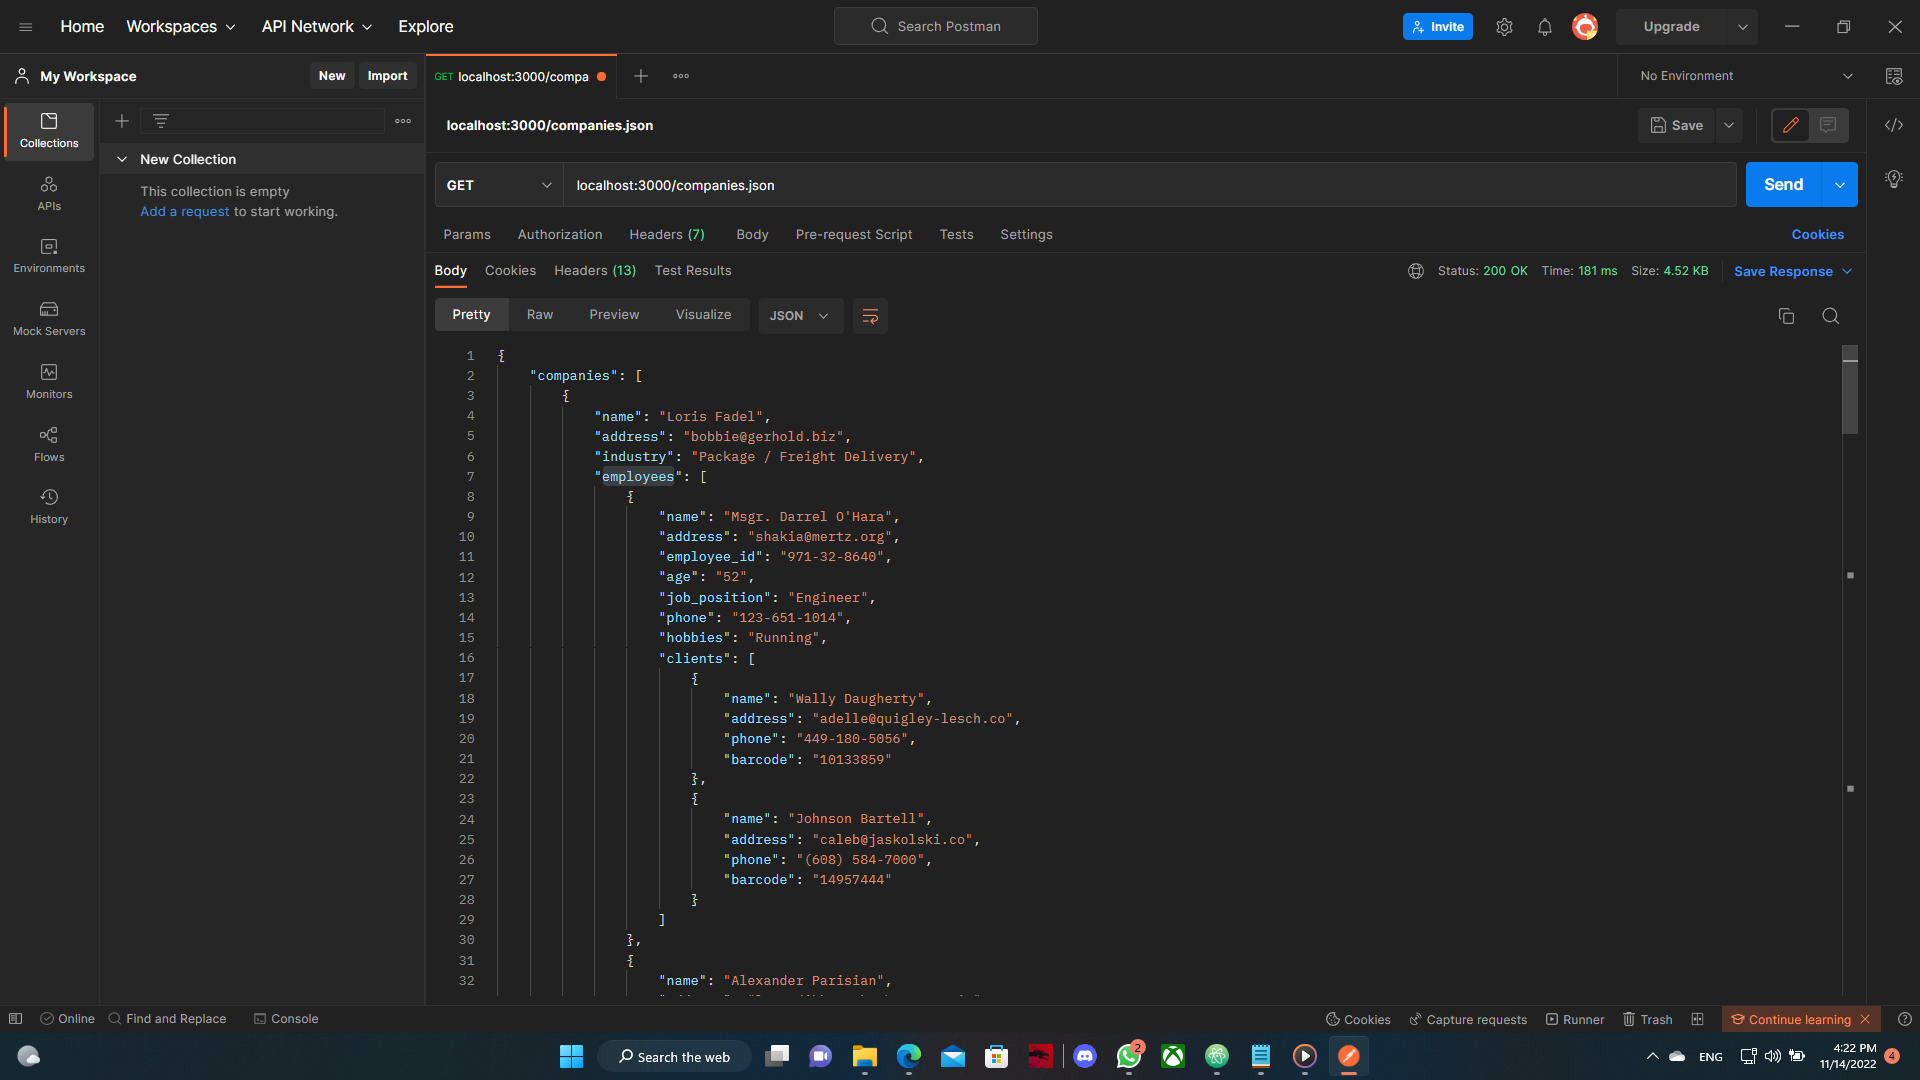 Home Workspaces API Network Explore Search Postman Invite Upgrade
My Workspace New Import GET localhost:3000/compa No Environment
Collections
APIs
Environments
Mock Servers
Monitors
Flows
History
New Collection
This collection is empty
Add a request to start working.
localhost:3000/companies.json Save
GET localhost:3000/companies.json Send
Params Authorization Headers (7) Body Pre-request Script Tests Settings Cookies
Body Cookies Headers (13) Test Results Status: 200 OK Time: 181 ms Size: 4.52 KB Save Response
Pretty Raw Preview Visualize JSON
1 {
2 "companies": [
3 {
4 "name": "Loris Fadel",
5 "address": "bobbie@gerhold.biz",
6 "industry": "Package / Freight Delivery",
7 "employees": [
8 {
9 "name": "Msgr. Darrel O'Hara",
10 "address": "shakia@mertz.org",
11 "employee_id": "971-32-8640",
12 "age": "52",
13 "job_position": "Engineer",
14 "phone": "123-651-1014",
15 "hobbies": "Running",
16 "clients": [
17 {
18 "name": "Wally Daugherty",
19 "address": "adelle@quigley-lesch.co",
20 "phone": "449-180-5056",
21 "barcode": "10133859"
22 },
23 {
24 "name": "Johnson Bartell",
25 "address": "caleb@jaskolski.co",
26 "phone": "(608) 584-7000",
27 "barcode": "14957444"
28 }
29 ]
30 },
31 {
32 "name": "Alexander Parisian",
Online Find and Replace Console Cookies Capture requests Runner Trash Continue learning
Search the web 2 ENG 4:22 PM 4
11/14/2022